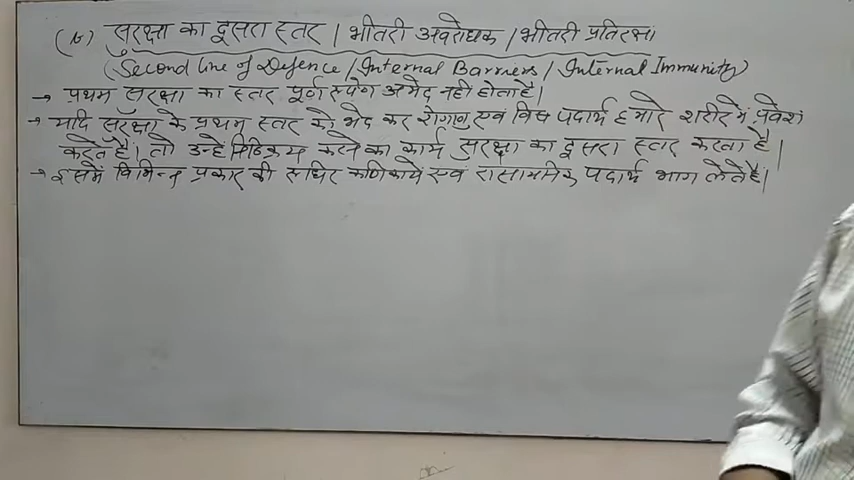 (ब) सुरक्षा का दूसरा स्तर / भीतरी अवरोधक / भीतरी प्रतिरक्षा
(Second line of Defence / Internal Barriers / Internal Immunity)
→ प्रथम सुरक्षा का स्तर पूर्ण रूपेण अभेद नही होता है।
→ यदि सुरक्षा के प्रथम स्तर को भेद कर रोगाणु एवं विष पदार्थ हमारे शरीर में प्रवेश
करते है। तो उन्हे निष्क्रिय करने का कार्य सुरक्षा का दूसरा स्तर करता है।
→ इसमें विभिन्न प्रकार की रूधिर कणिकायें एवं रासायनिक पदार्थ भाग लेते है।